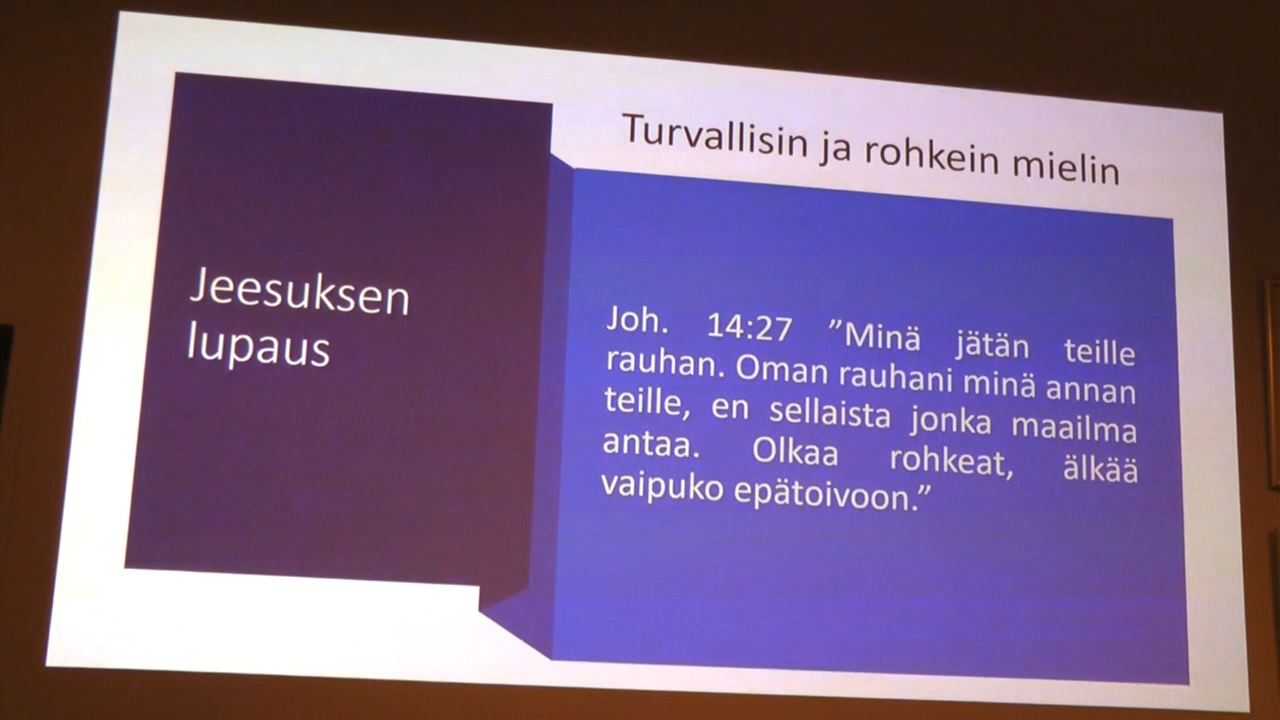 Turvallisin ja rohkein mielin
Jeesuksen
lupaus
Joh. 14:27 ”Minä jätän teille
rauhan. Oman rauhani minä annan
teille, en sellaista jonka maailma
antaa. Olkaa rohkeat, älkää
vaipuko epätoivoon.”